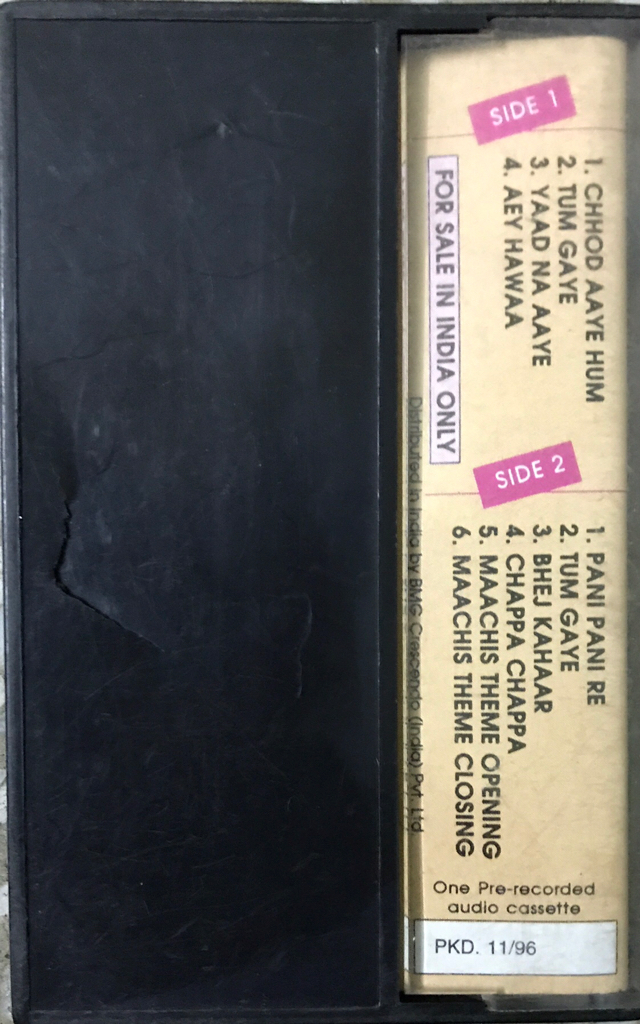 SIDE 1
1. CHHOD AAYE HUM
2. TUM GAYE
3. YAAD NA AAYE
4. AEY HAWAA
FOR SALE IN INDIA ONLY
SIDE 2
1. PANI PANI RE
2. TUM GAYE
3. BHEJ KAHAAR
4. CHAPPA CHAPPA
5. MAACHIS THEME OPENING
6. MAACHIS THEME CLOSING
Distributed in India by BMG Crescendo (India) Pvt. Ltd.
One Pre-recorded
audio cassette
PKD. 11/96